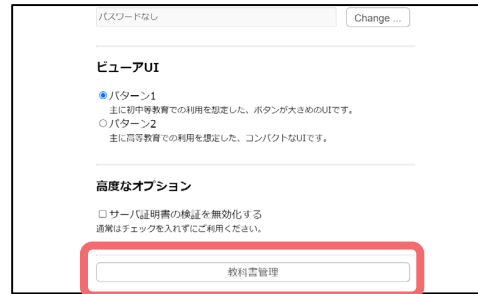 パスワードなし Change ...
ビューアUI
パターン1
主に初中等教育での利用を想定した、ボタンが大きめのUIです。
パターン2
主に高等教育での利用を想定した、コンパクトなUIです。
高度なオプション
サーバ証明書の検証を無効化する
通常はチェックを入れずにご利用ください。
教科書管理